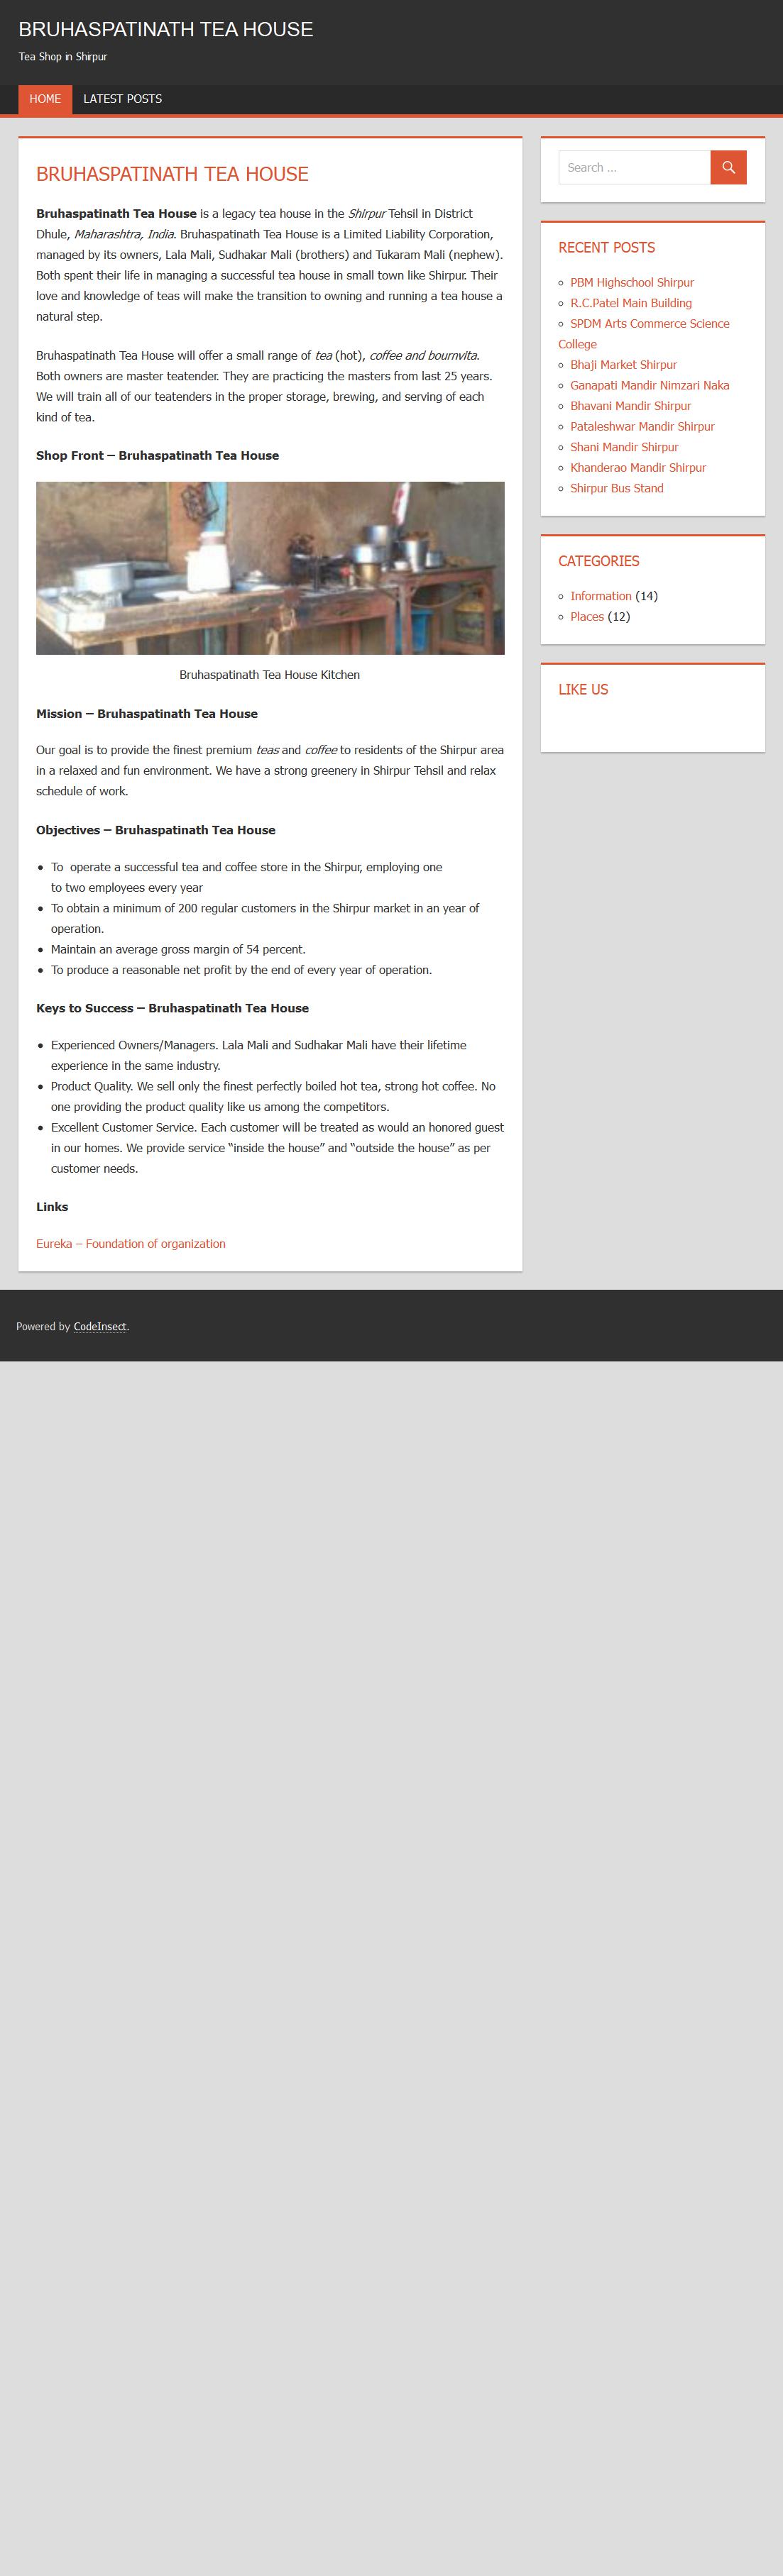 BRUHASPATINATH TEA HOUSE
Tea Shop in Shirpur
HOME LATEST POSTS
BRUHASPATINATH TEA HOUSE
Bruhaspatinath Tea House is a legacy tea house in the Shirpur Tehsil in District
Dhule, Maharashtra, India. Bruhaspatinath Tea House is a Limited Liability Corporation,
managed by its owners, Lala Mali, Sudhakar Mali (brothers) and Tukaram Mali (nephew).
Both spent their life in managing a successful tea house in small town like Shirpur. Their
love and knowledge of teas will make the transition to owning and running a tea house a
natural step.
Bruhaspatinath Tea House will offer a small range of tea (hot), coffee and bournvita.
Both owners are master teatender. They are practicing the masters from last 25 years.
We will train all of our teatenders in the proper storage, brewing, and serving of each
kind of tea.
Shop Front – Bruhaspatinath Tea House
Bruhaspatinath Tea House Kitchen
Mission – Bruhaspatinath Tea House
Our goal is to provide the finest premium teas and coffee to residents of the Shirpur area
in a relaxed and fun environment. We have a strong greenery in Shirpur Tehsil and relax
schedule of work.
Objectives – Bruhaspatinath Tea House
To operate a successful tea and coffee store in the Shirpur, employing one
to two employees every year
To obtain a minimum of 200 regular customers in the Shirpur market in an year of
operation.
Maintain an average gross margin of 54 percent.
To produce a reasonable net profit by the end of every year of operation.
Keys to Success – Bruhaspatinath Tea House
Experienced Owners/Managers. Lala Mali and Sudhakar Mali have their lifetime
experience in the same industry.
Product Quality. We sell only the finest perfectly boiled hot tea, strong hot coffee. No
one providing the product quality like us among the competitors.
Excellent Customer Service. Each customer will be treated as would an honored guest
in our homes. We provide service “inside the house” and “outside the house” as per
customer needs.
Links
Eureka – Foundation of organization
Search …
RECENT POSTS
PBM Highschool Shirpur
R.C.Patel Main Building
SPDM Arts Commerce Science
College
Bhaji Market Shirpur
Ganapati Mandir Nimzari Naka
Bhavani Mandir Shirpur
Pataleshwar Mandir Shirpur
Shani Mandir Shirpur
Khanderao Mandir Shirpur
Shirpur Bus Stand
CATEGORIES
Information (14)
Places (12)
LIKE US
Powered by CodeInsect.